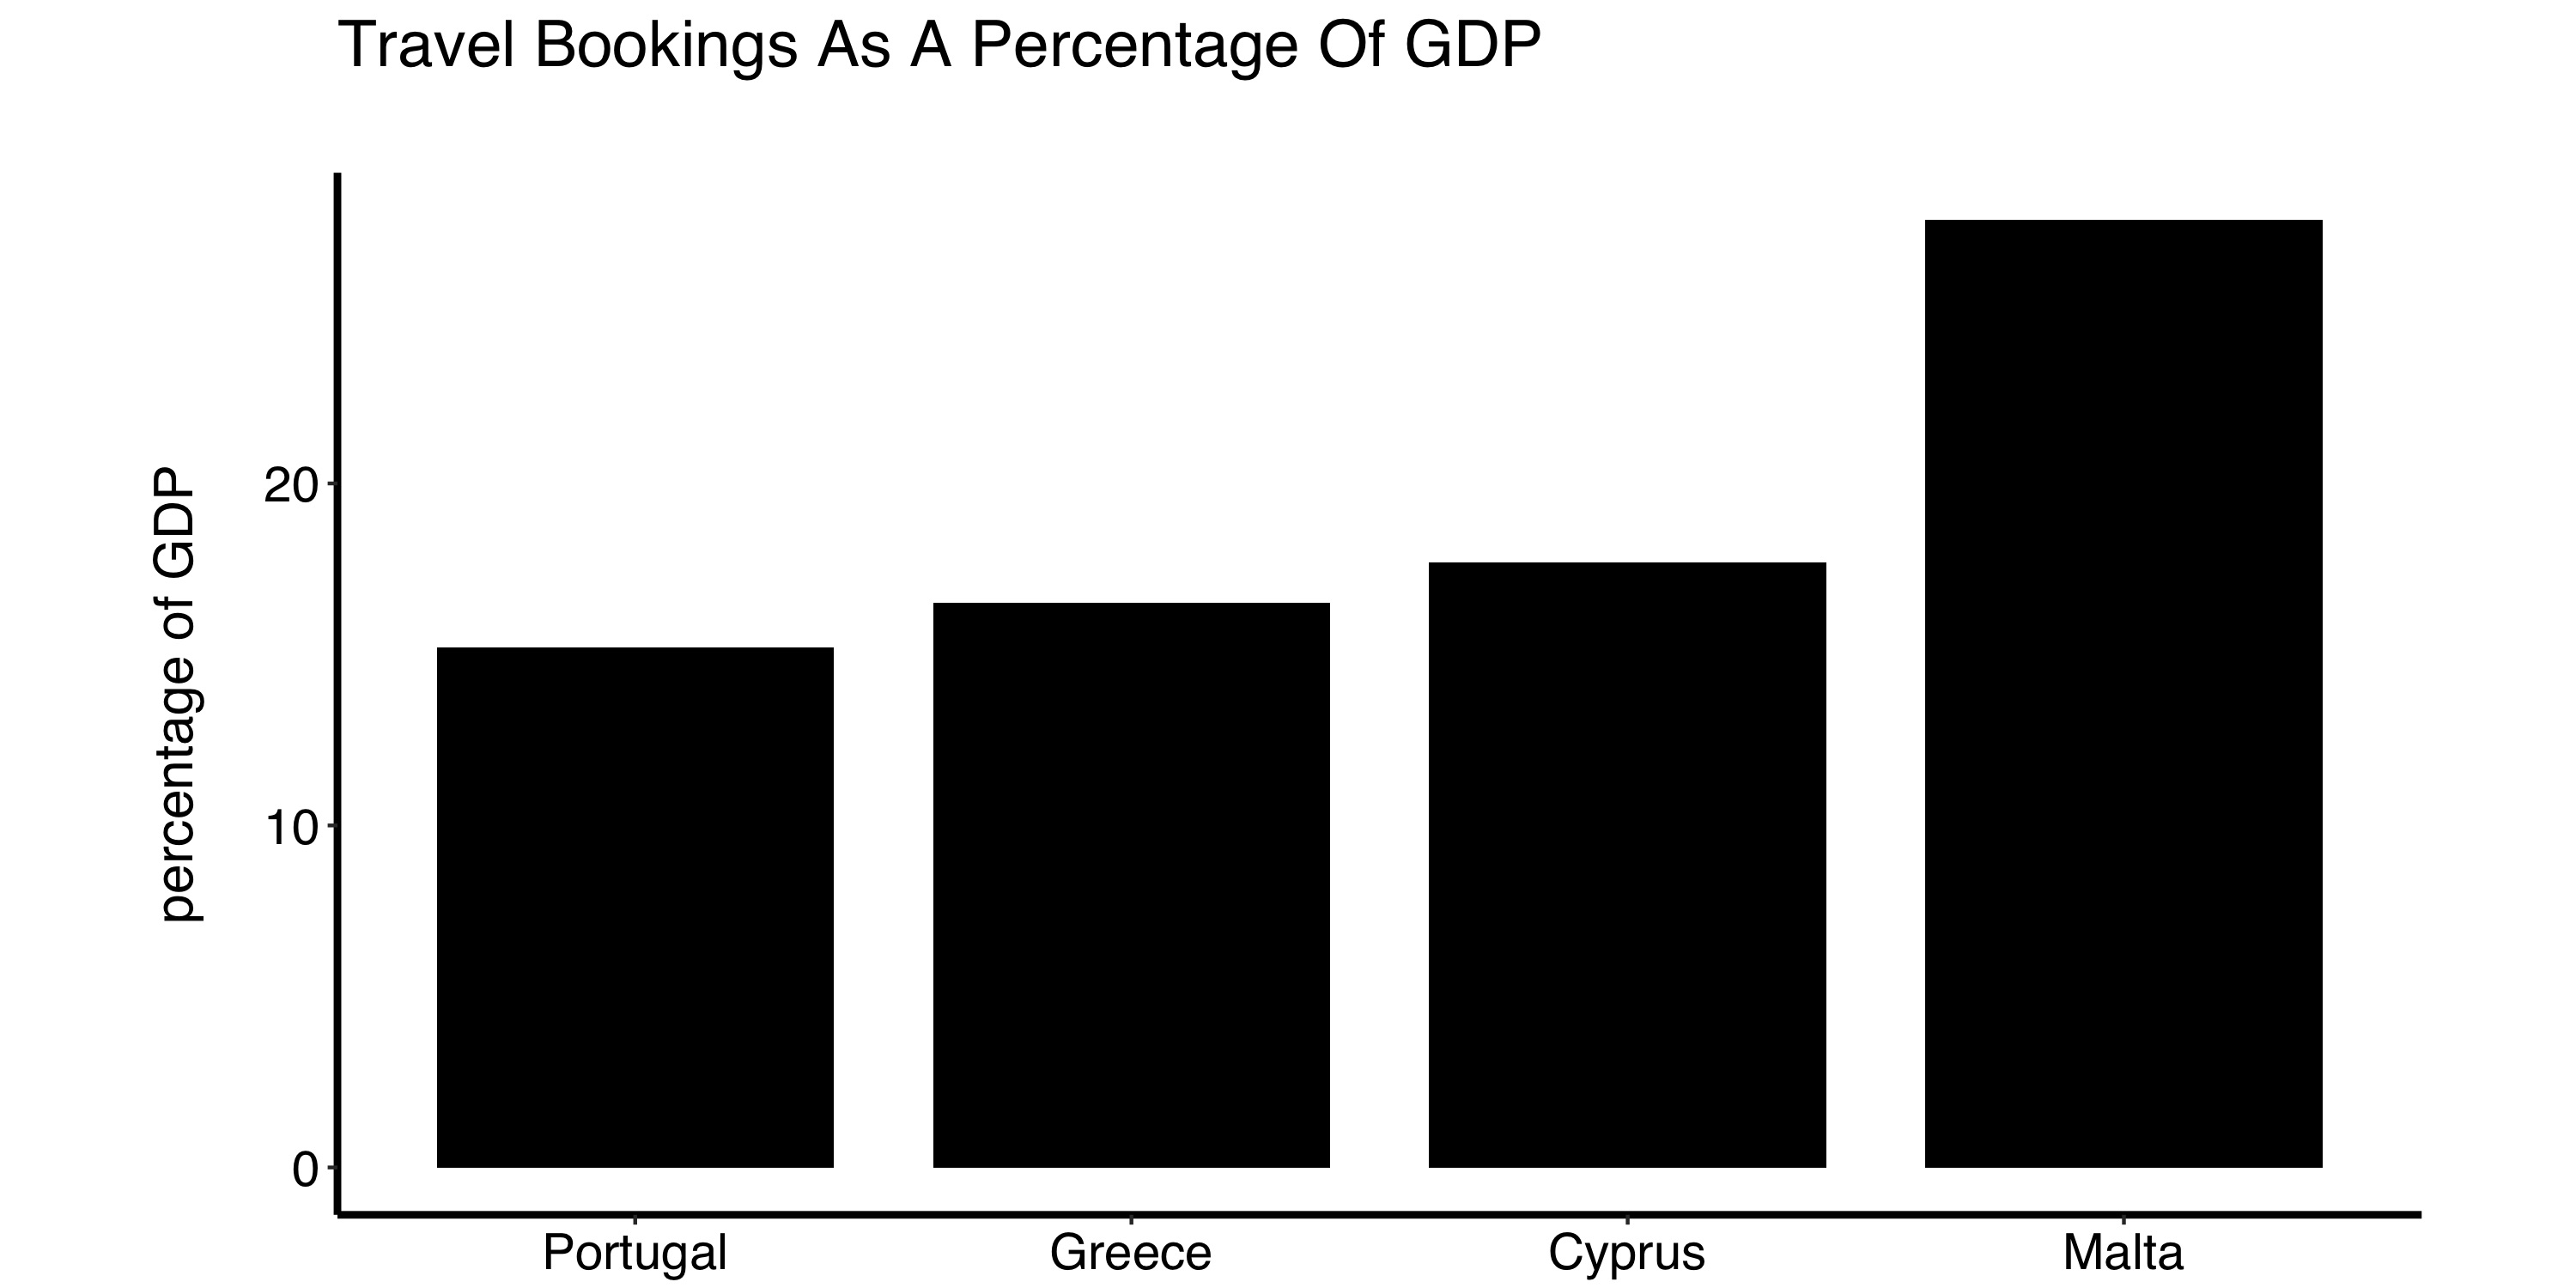 Travel Bookings As A Percentage Of GDP
percentage of GDP
20
10
0
Portugal Greece Cyprus Malta